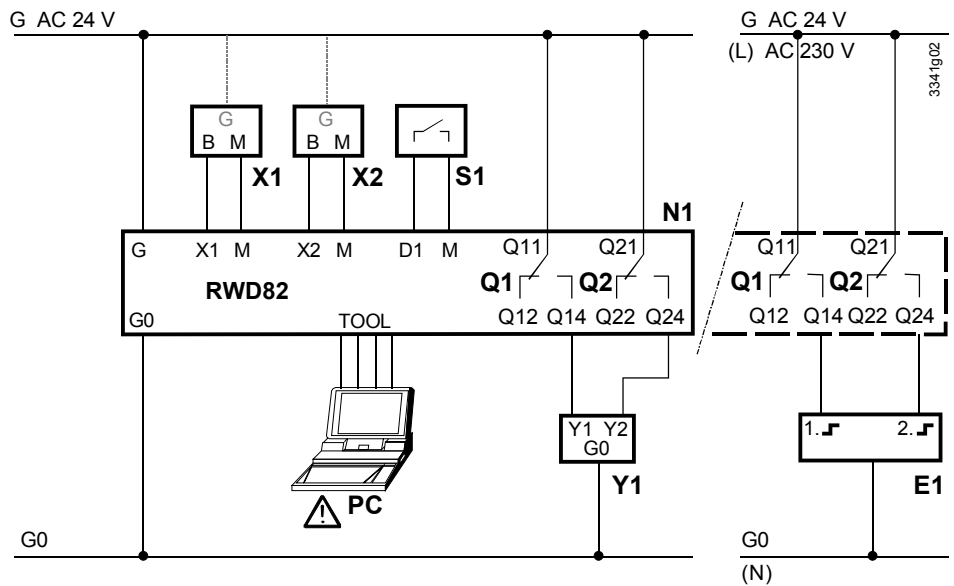 G AC 24 V
G AC 24 V
(L) AC 230 V
3341g02
G
B M
X1
G
B M
X2
S1
N1
G X1 M X2 M D1 M Q11 Q21
Q11 Q21
RWD82
Q1 Q2
Q1 Q2
G0 TOOL Q12 Q14 Q22 Q24
Q12 Q14 Q22 Q24
Y1 Y2
G0
Y1
1. 2.
E1
PC
G0
G0
(N)